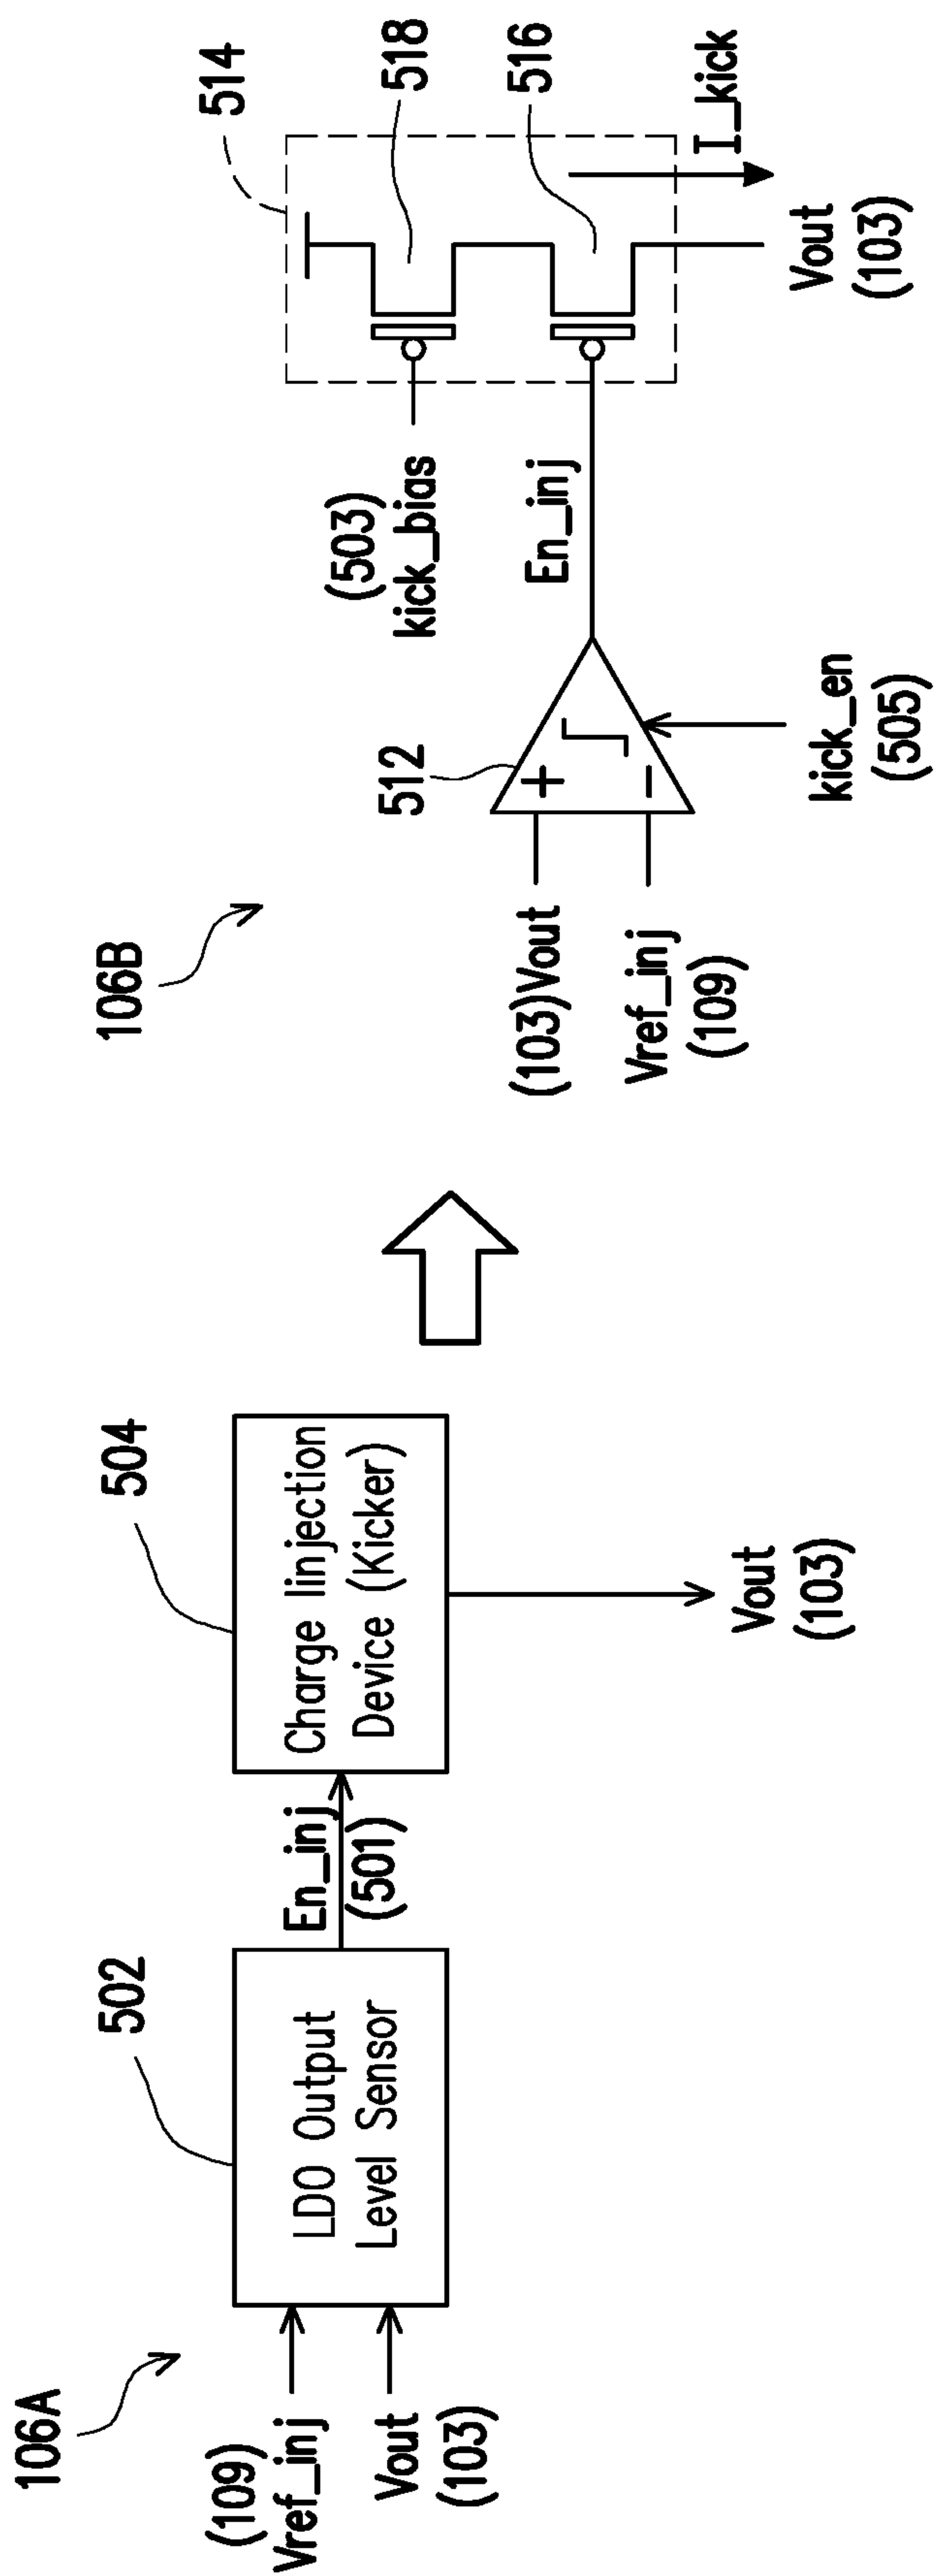 106A
(109)
Vref_inj
Vout
(103)
502
LDO Output
Level Sensor
En_inj
(501)
504
Charge Iinjection
Device (Kicker)
Vout
(103)
106B
(103)Vout
Vref_inj
(109)
512
kick_en
(505)
(503)
kick_bias
En_inj
514
518
516
I_kick
Vout
(103)